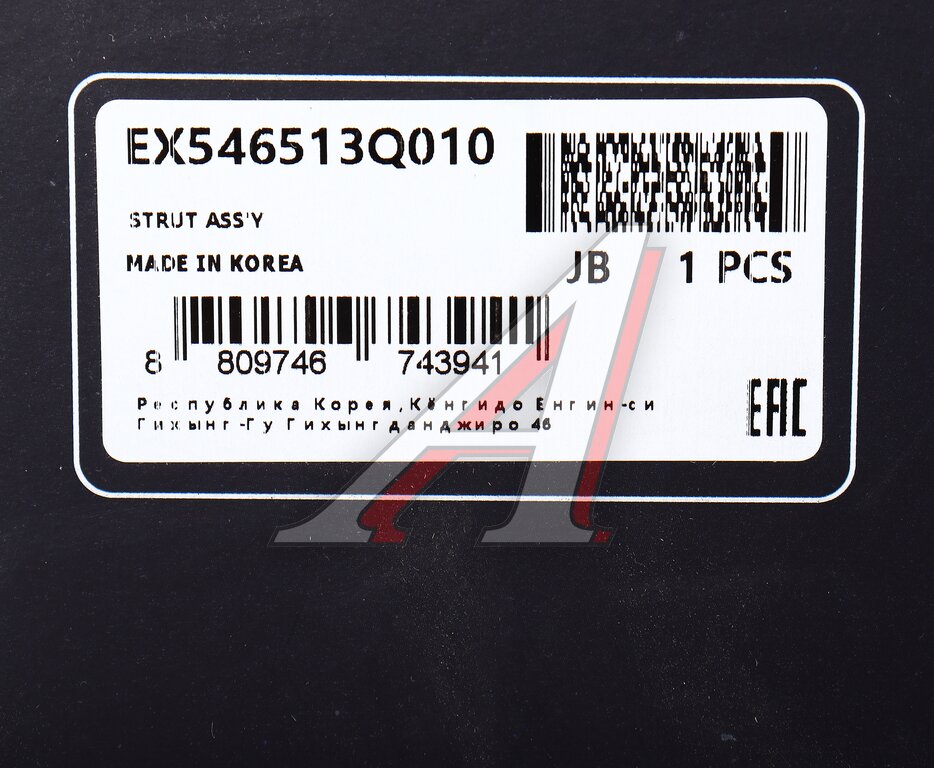 EX546513Q010
STRUT ASS'Y
MADE IN KOREA
JB 1 PCS
8 809746 743941
Республика Корея,Кёнгидо Енгин-си
Гихынг-Гу Гихынгданджиро 46
EAC